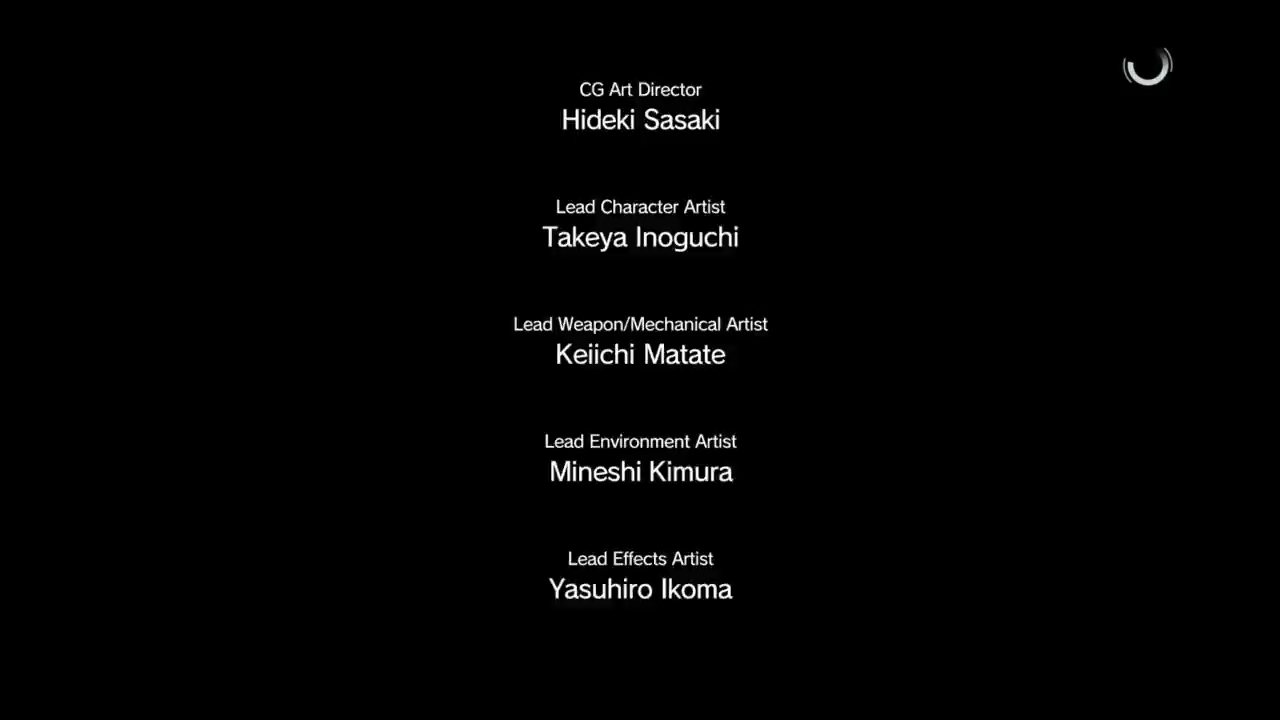 CG Art Director
Hideki Sasaki
Lead Character Artist
Takeya Inoguchi
Lead Weapon/Mechanical Artist
Keiichi Matate
Lead Environment Artist
Mineshi Kimura
Lead Effects Artist
Yasuhiro Ikoma